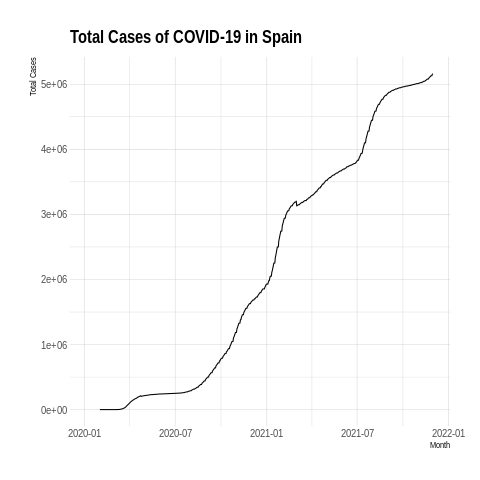 Total Cases of COVID-19 in Spain
Total Cases
5e+06
4e+06
3e+06
2e+06
1e+06
0e+00
2020-01 2020-07 2021-01 2021-07 2022-01
Month